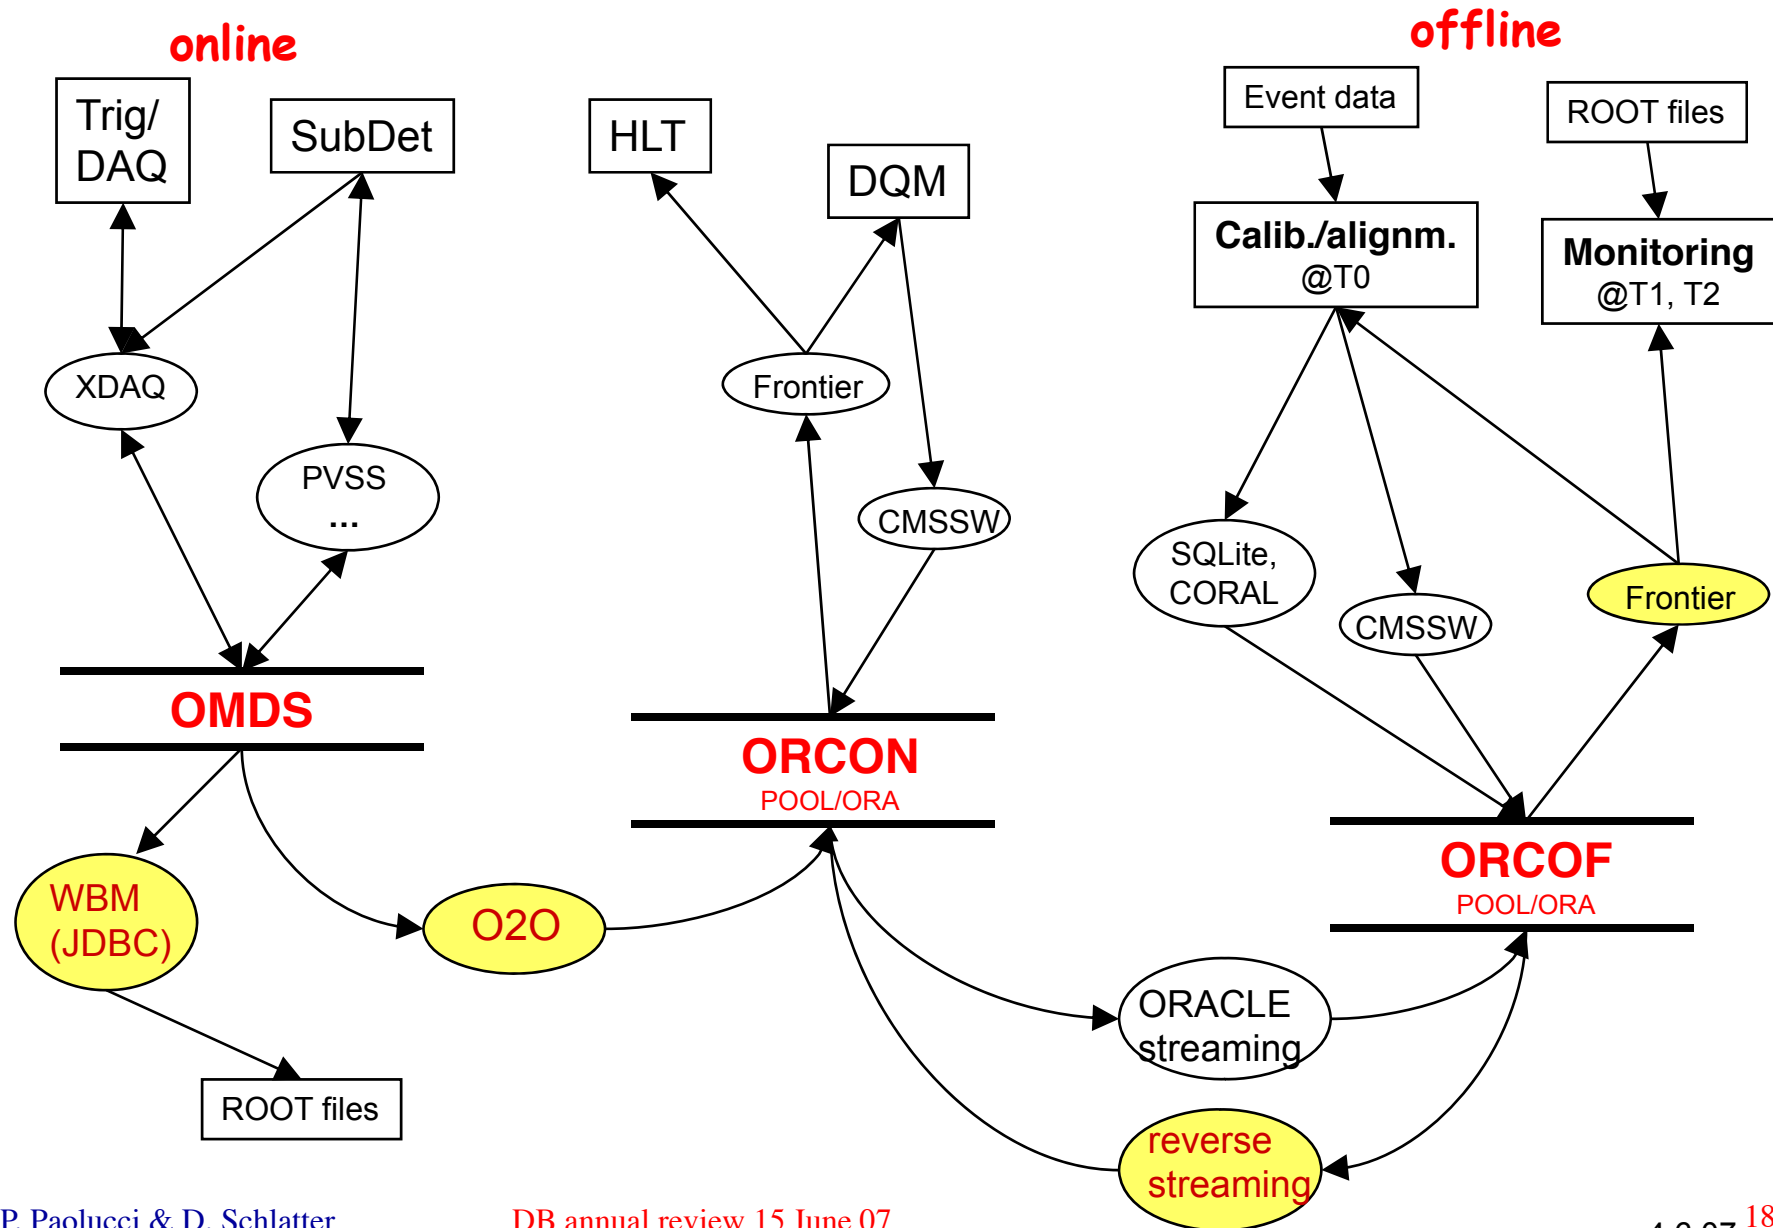 online
offline
Trig/
DAQ
SubDet
HLT
DQM
Event data
ROOT files
Calib./alignm.
@T0
Monitoring
@T1, T2
XDAQ
PVSS
...
Frontier
CMSSW
SQLite,
CORAL
CMSSW
Frontier
OMDS
ORCON
POOL/ORA
ORCOF
POOL/ORA
WBM
(JDBC)
O2O
ORACLE
streaming
reverse
streaming
ROOT files
P. Paolucci & D. Schlatter
DB annual review 15 June 07
18